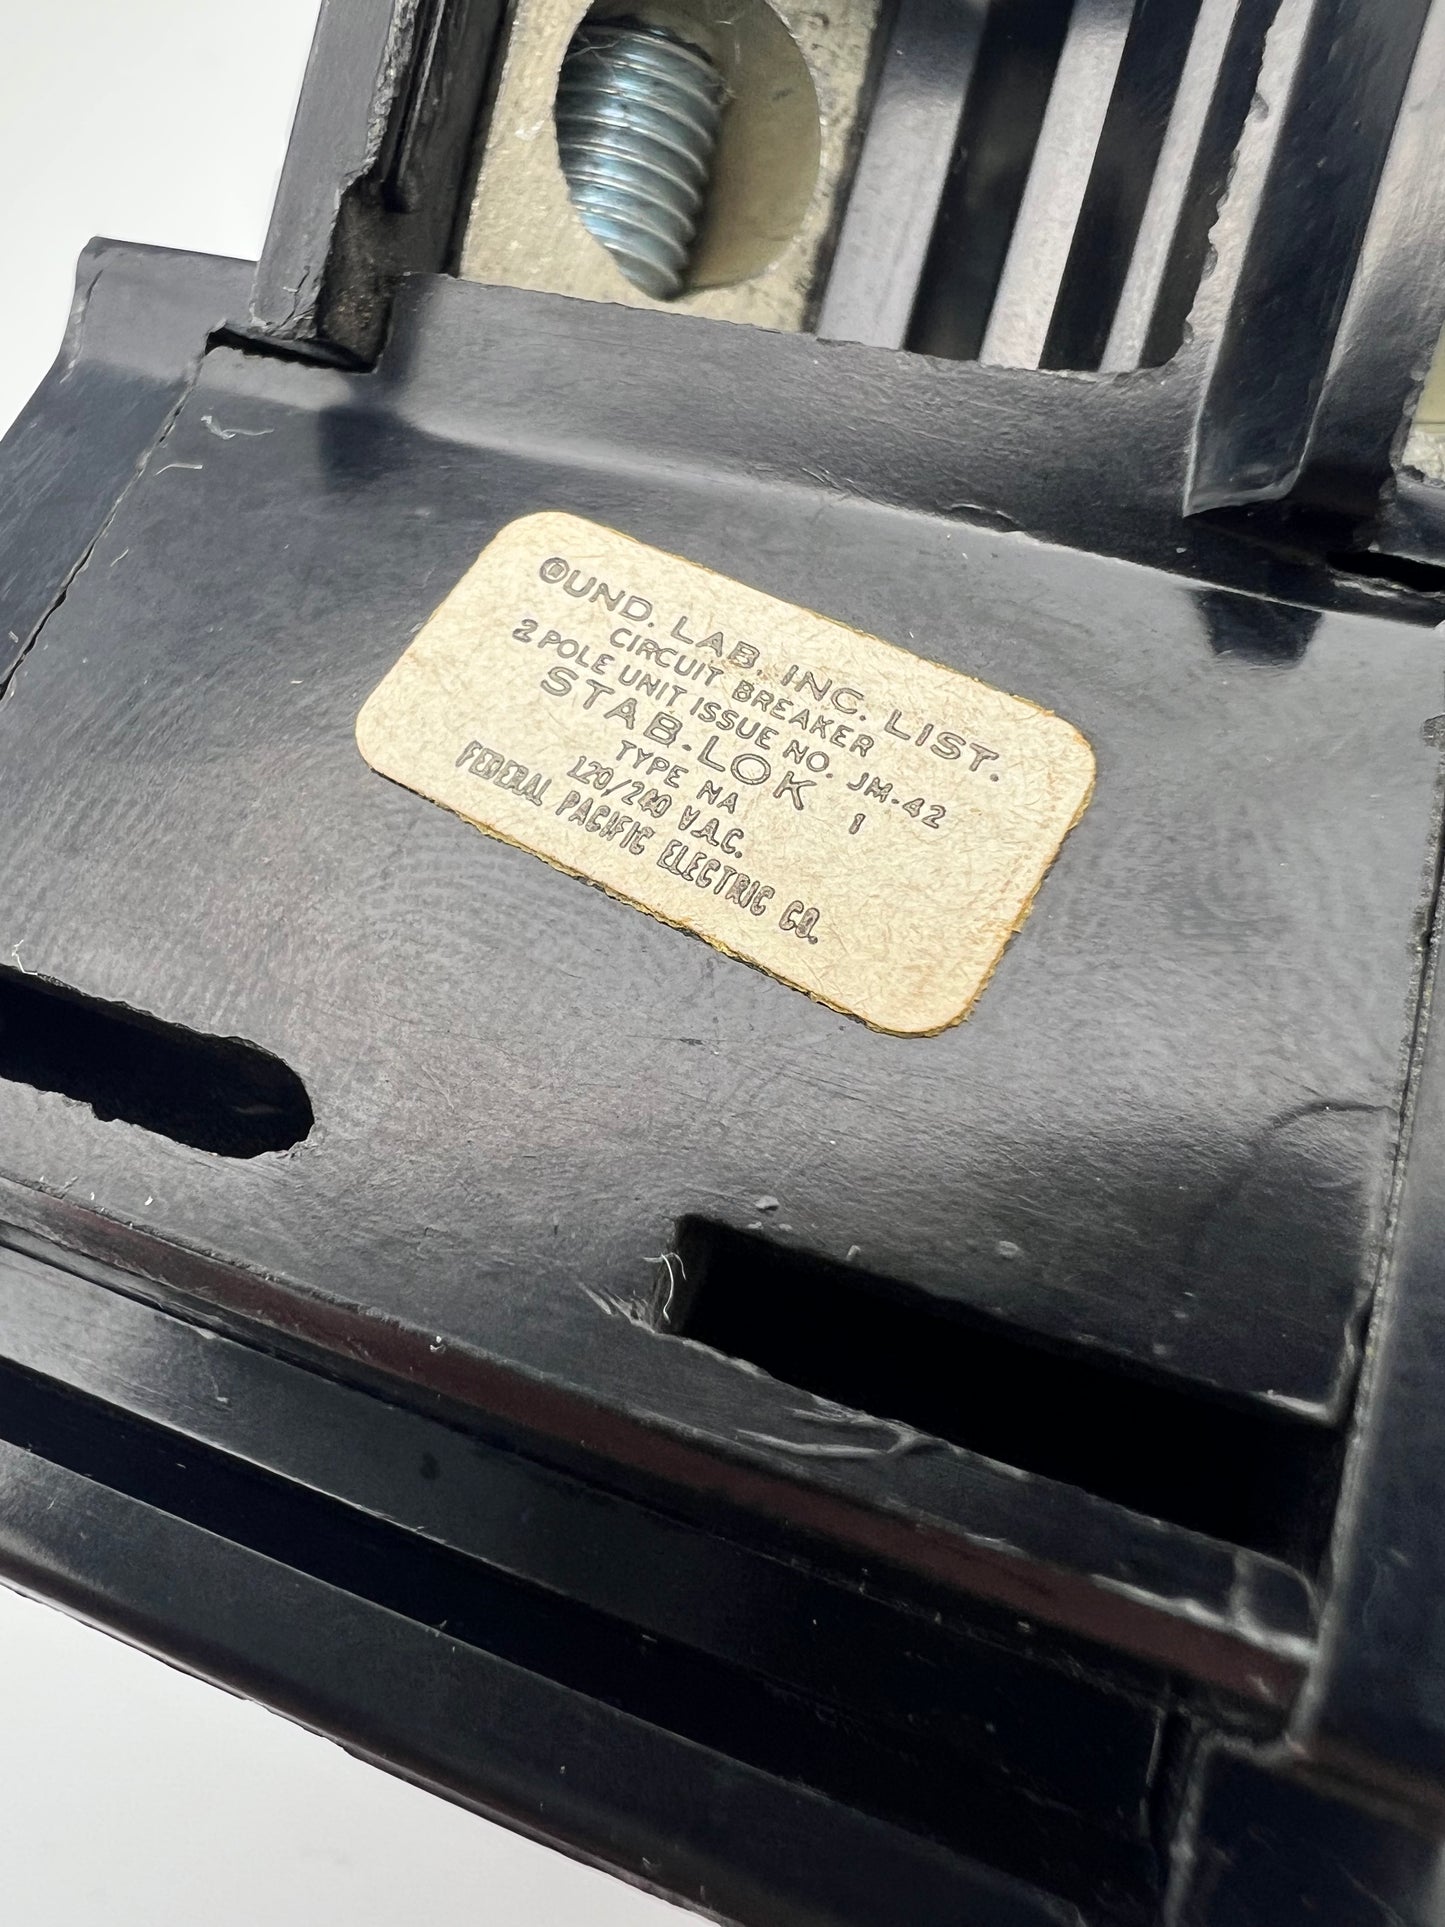 UND. LAB. INC. LIST.
CIRCUIT BREAKER
2 POLE UNIT ISSUE NO. JM-42
STAB-LOK 1
TYPE NA
120/240 V.A.C.
FEDERAL PACIFIC ELECTRIC CO.